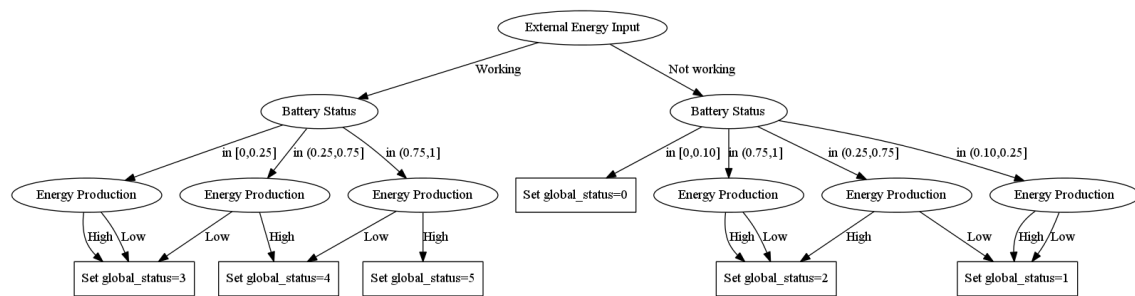 External Energy Input
Working
Not working
Battery Status
Battery Status
in [0,0.25]
in (0.25,0.75]
in (0.75,1]
in [0,0.10]
in (0.75,1]
in (0.25,0.75]
in (0.10,0.25]
Energy Production
Energy Production
Energy Production
Set global_status=0
Energy Production
Energy Production
Energy Production
High
Low
Low
High
Low
High
High
Low
High
Low
High
Low
Set global_status=3
Set global_status=4
Set global_status=5
Set global_status=2
Set global_status=1